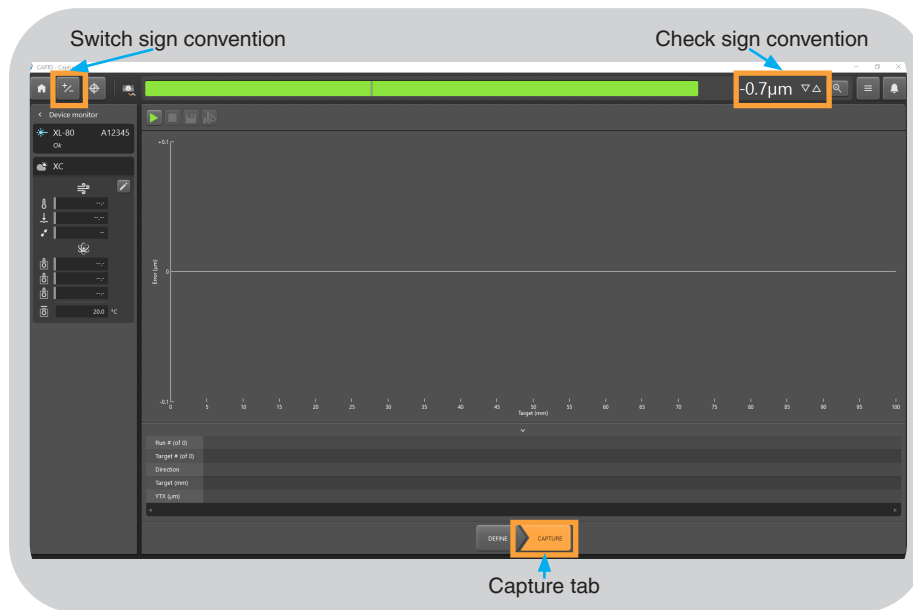 Switch sign convention
Check sign convention
CARTO - Capture
-0.7µm
Device monitor
XL-80 A12345
Ok
XC
--.-
--.--
--
--.-
--.-
--.-
20.0 °C
+0.1
Error (µm)
0
-0.1
0 5 10 15 20 25 30 35 40 45 50 55 60 65 70 75 80 85 90 95 100
Target (mm)
Run # (of 0)
Target # (of 0)
Direction
Target (mm)
YTX (µm)
DEFINE
CAPTURE
Capture tab